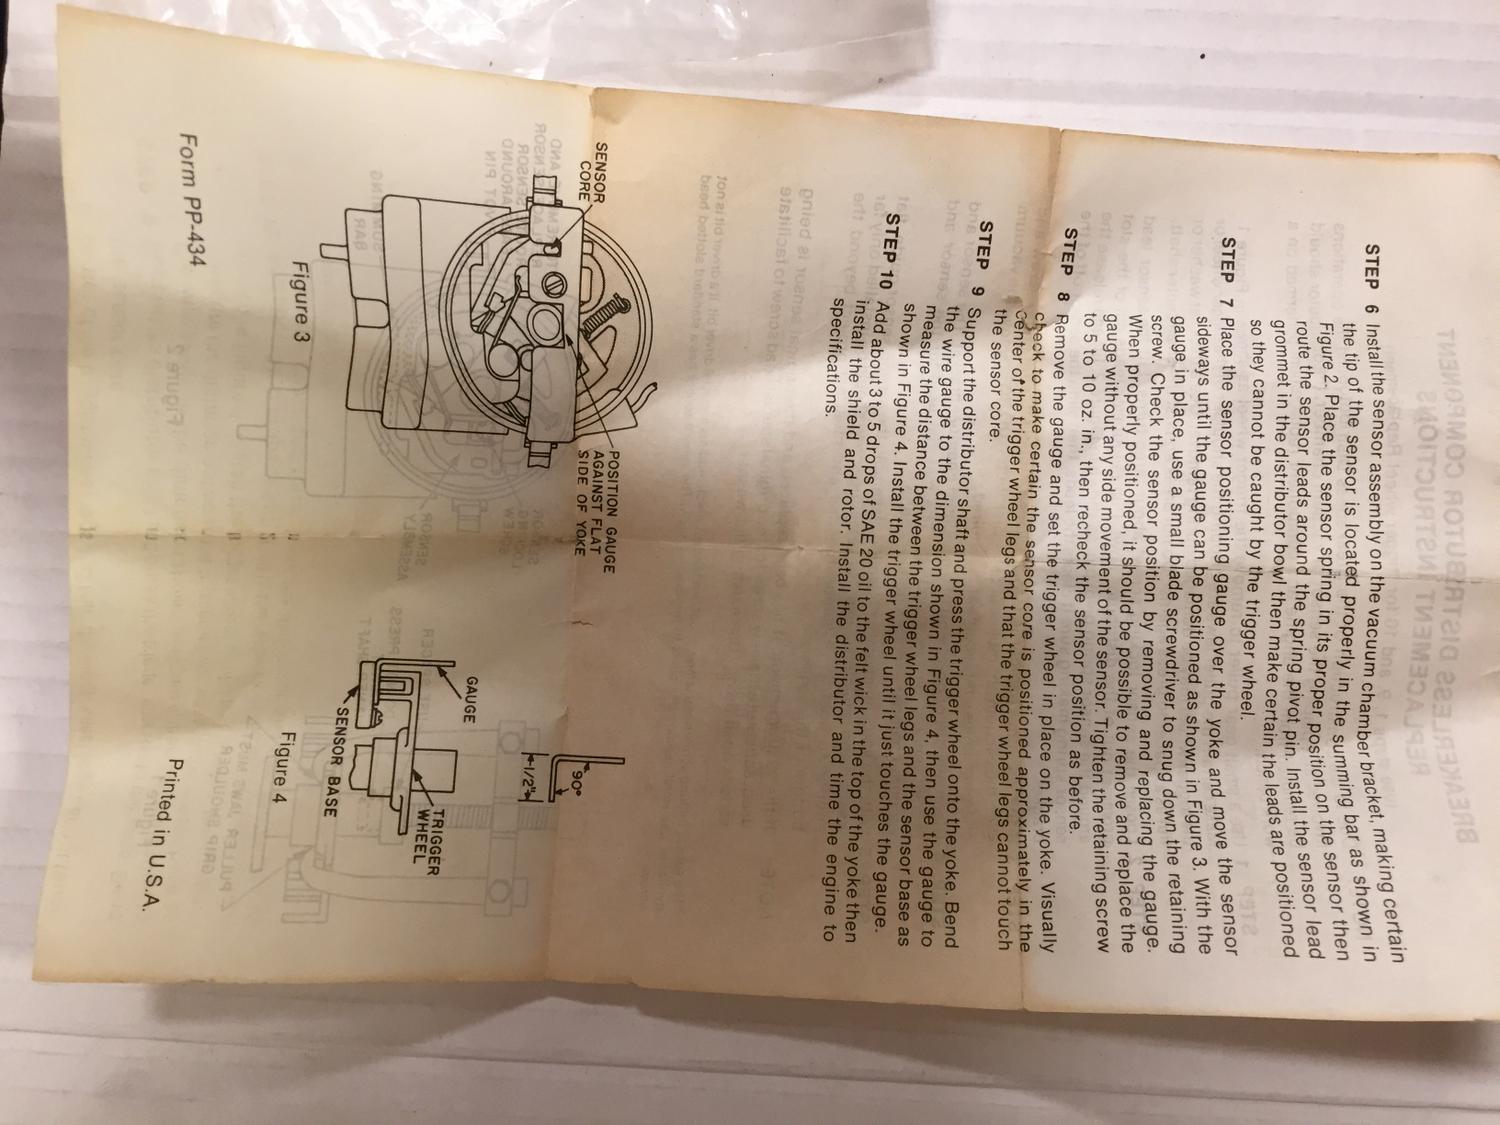 STEP 6 Install the sensor assembly on the vacuum chamber bracket, making certain
the tip of the sensor is located properly in the summing bar as shown in
Figure 2. Place the sensor spring in its proper position on the sensor then
route the sensor leads around the spring pivot pin. Install the sensor lead
grommet in the distributor bowl then make certain the leads are positioned
so they cannot be caught by the trigger wheel.
STEP 7 Place the sensor positioning gauge over the yoke and move the sensor
sideways until the gauge can be positioned as shown in Figure 3. With the
gauge in place, use a small blade screwdriver to snug down the retaining
screw. Check the sensor position by removing and replacing the gauge.
When properly positioned, it should be possible to remove and replace the
gauge without any side movement of the sensor. Tighten the retaining screw
to 5 to 10 oz. in., then recheck the sensor position as before.
STEP 8 Remove the gauge and set the trigger wheel in place on the yoke. Visually
check to make certain the sensor core is positioned approximately in the
center of the trigger wheel legs and that the trigger wheel legs cannot touch
the sensor core.
STEP 9 Support the distributor shaft and press the trigger wheel onto the yoke. Bend
the wire gauge to the dimension shown in Figure 4, then use the gauge to
measure the distance between the trigger wheel legs and the sensor base as
shown in Figure 4. Install the trigger wheel until it just touches the gauge.
STEP 10 Add about 3 to 5 drops of SAE 20 oil to the felt wick in the top of the yoke then
install the shield and rotor. Install the distributor and time the engine to
specifications.
SENSOR
CORE
POSITION GAUGE
AGAINST FLAT
SIDE OF YOKE
Figure 3
90°
1/2"
GAUGE
TRIGGER
WHEEL
SENSOR BASE
Figure 4
Form PP-434
Printed in U.S.A.